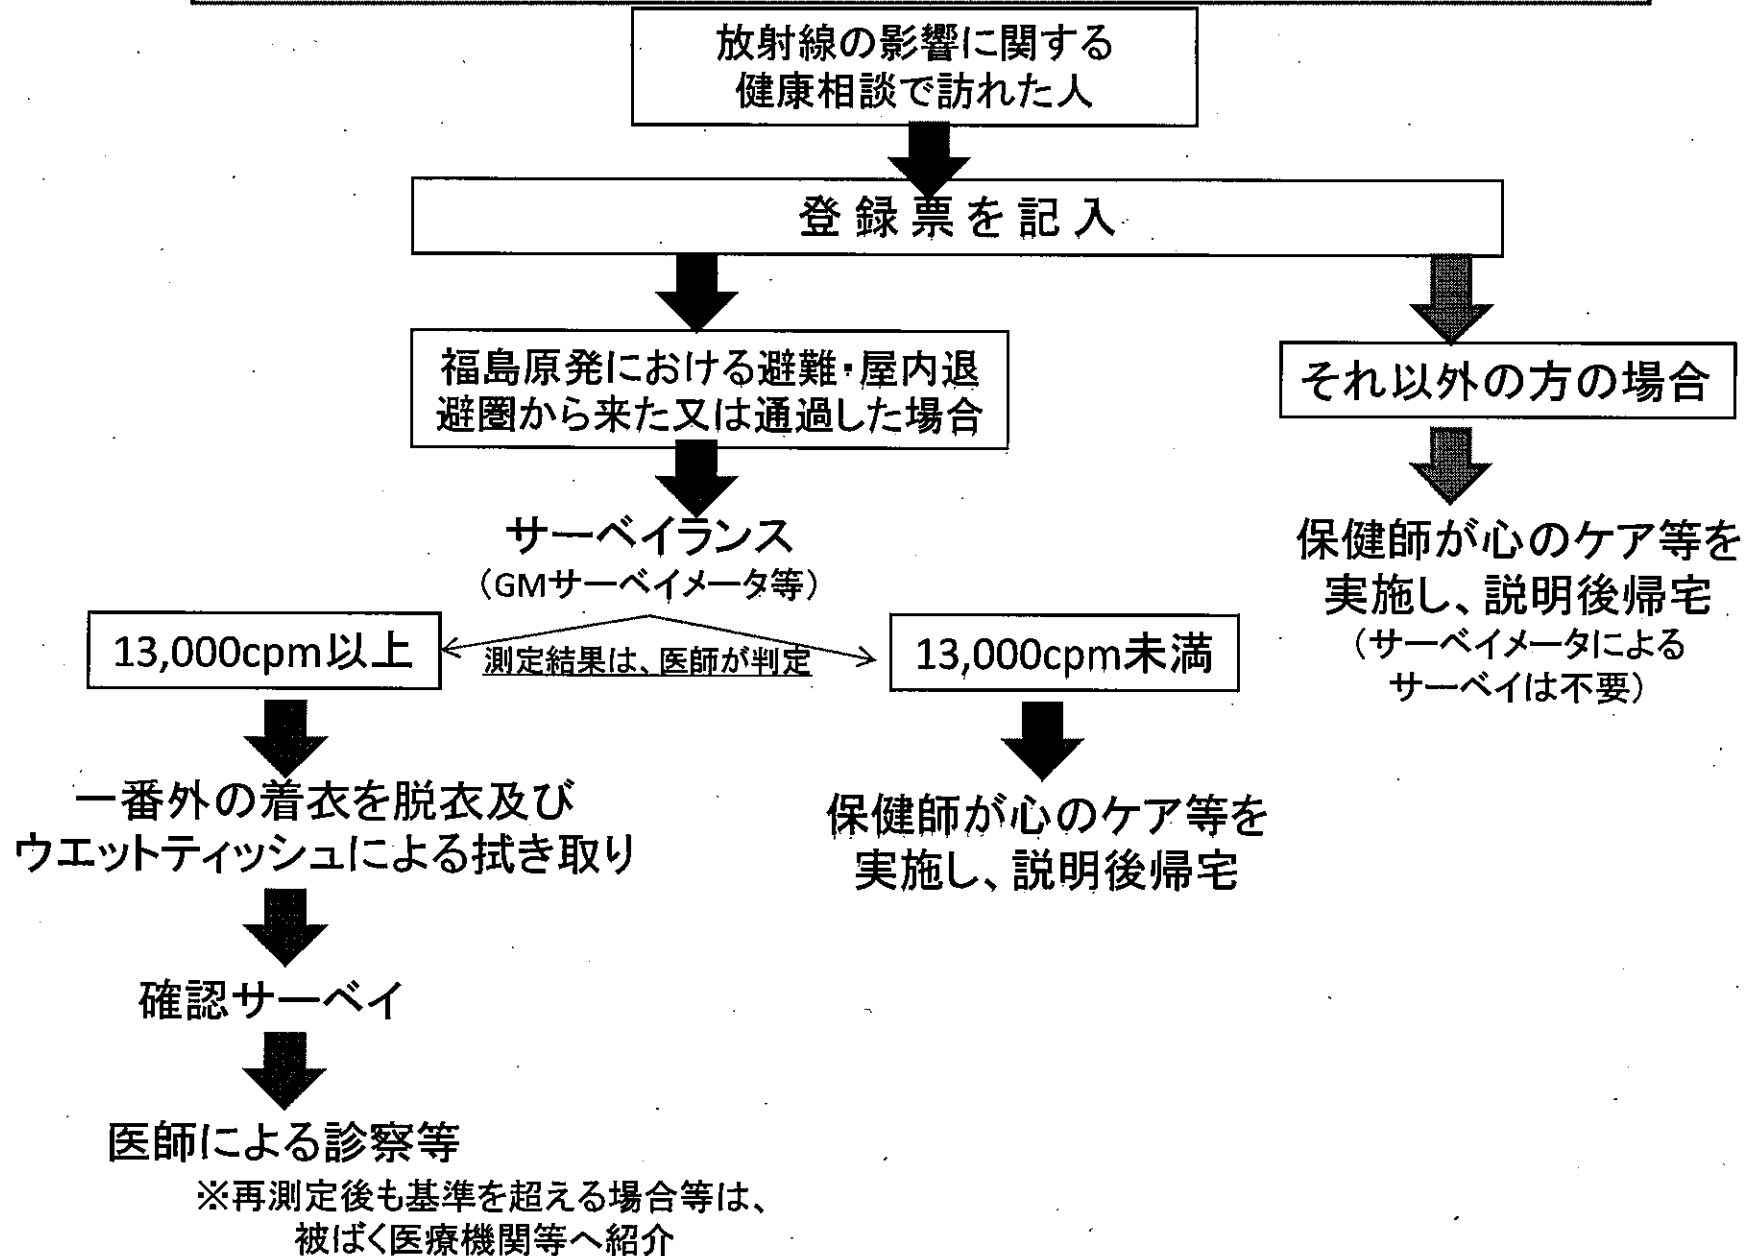 放射線の影響に関する
健康相談で訪れた人
登録票を記入
福島原発における避難・屋内退
避圏から来た又は通過した場合
それ以外の方の場合
サーベイランス
(GMサーベイメータ等)
保健師が心のケア等を
実施し、説明後帰宅
(サーベイメータによる
サーベイは不要)
13,000cpm以上
測定結果は、医師が判定
13,000cpm未満
一番外の着衣を脱衣及び
ウエットティッシュによる拭き取り
保健師が心のケア等を
実施し、説明後帰宅
確認サーベイ
医師による診察等
※再測定後も基準を超える場合等は、
被ばく医療機関等へ紹介